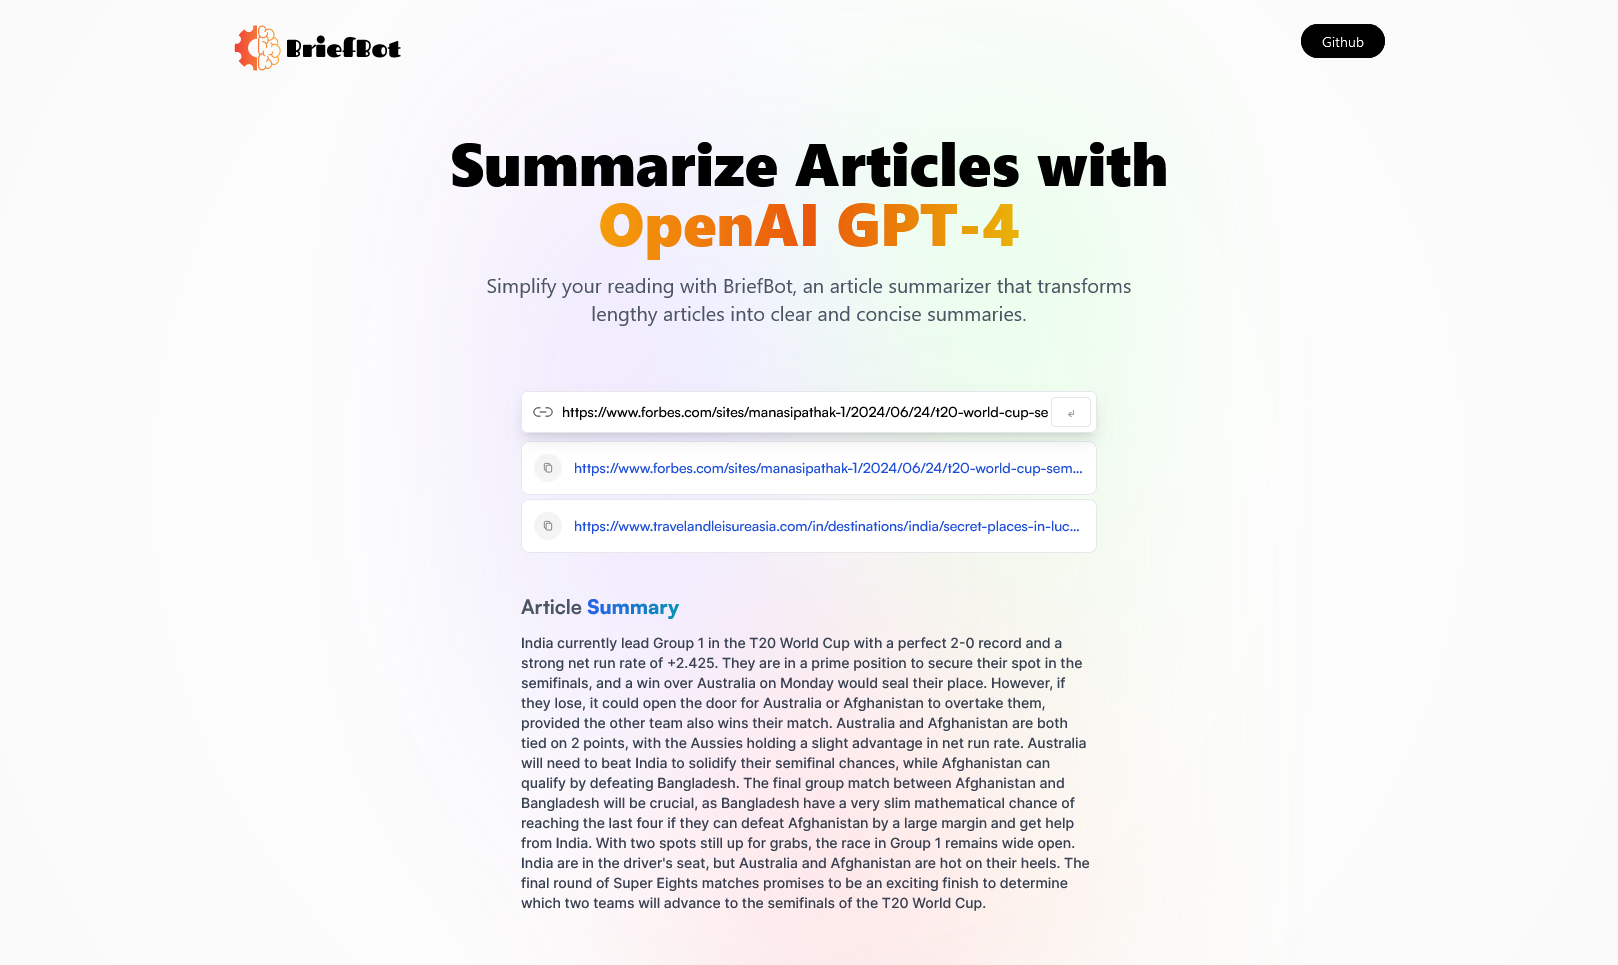 BriefBot
Github
Summarize Articles with
OpenAI GPT-4
Simplify your reading with BriefBot, an article summarizer that transforms
lengthy articles into clear and concise summaries.
https://www.forbes.com/sites/manasipathak-1/2024/06/24/t20-world-cup-se
https://www.forbes.com/sites/manasipathak-1/2024/06/24/t20-world-cup-sem...
https://www.travelandleisureasia.com/in/destinations/india/secret-places-in-luc...
Article Summary
India currently lead Group 1 in the T20 World Cup with a perfect 2-0 record and a
strong net run rate of +2.425. They are in a prime position to secure their spot in the
semifinals, and a win over Australia on Monday would seal their place. However, if
they lose, it could open the door for Australia or Afghanistan to overtake them,
provided the other team also wins their match. Australia and Afghanistan are both
tied on 2 points, with the Aussies holding a slight advantage in net run rate. Australia
will need to beat India to solidify their semifinal chances, while Afghanistan can
qualify by defeating Bangladesh. The final group match between Afghanistan and
Bangladesh will be crucial, as Bangladesh have a very slim mathematical chance of
reaching the last four if they can defeat Afghanistan by a large margin and get help
from India. With two spots still up for grabs, the race in Group 1 remains wide open.
India are in the driver's seat, but Australia and Afghanistan are hot on their heels. The
final round of Super Eights matches promises to be an exciting finish to determine
which two teams will advance to the semifinals of the T20 World Cup.